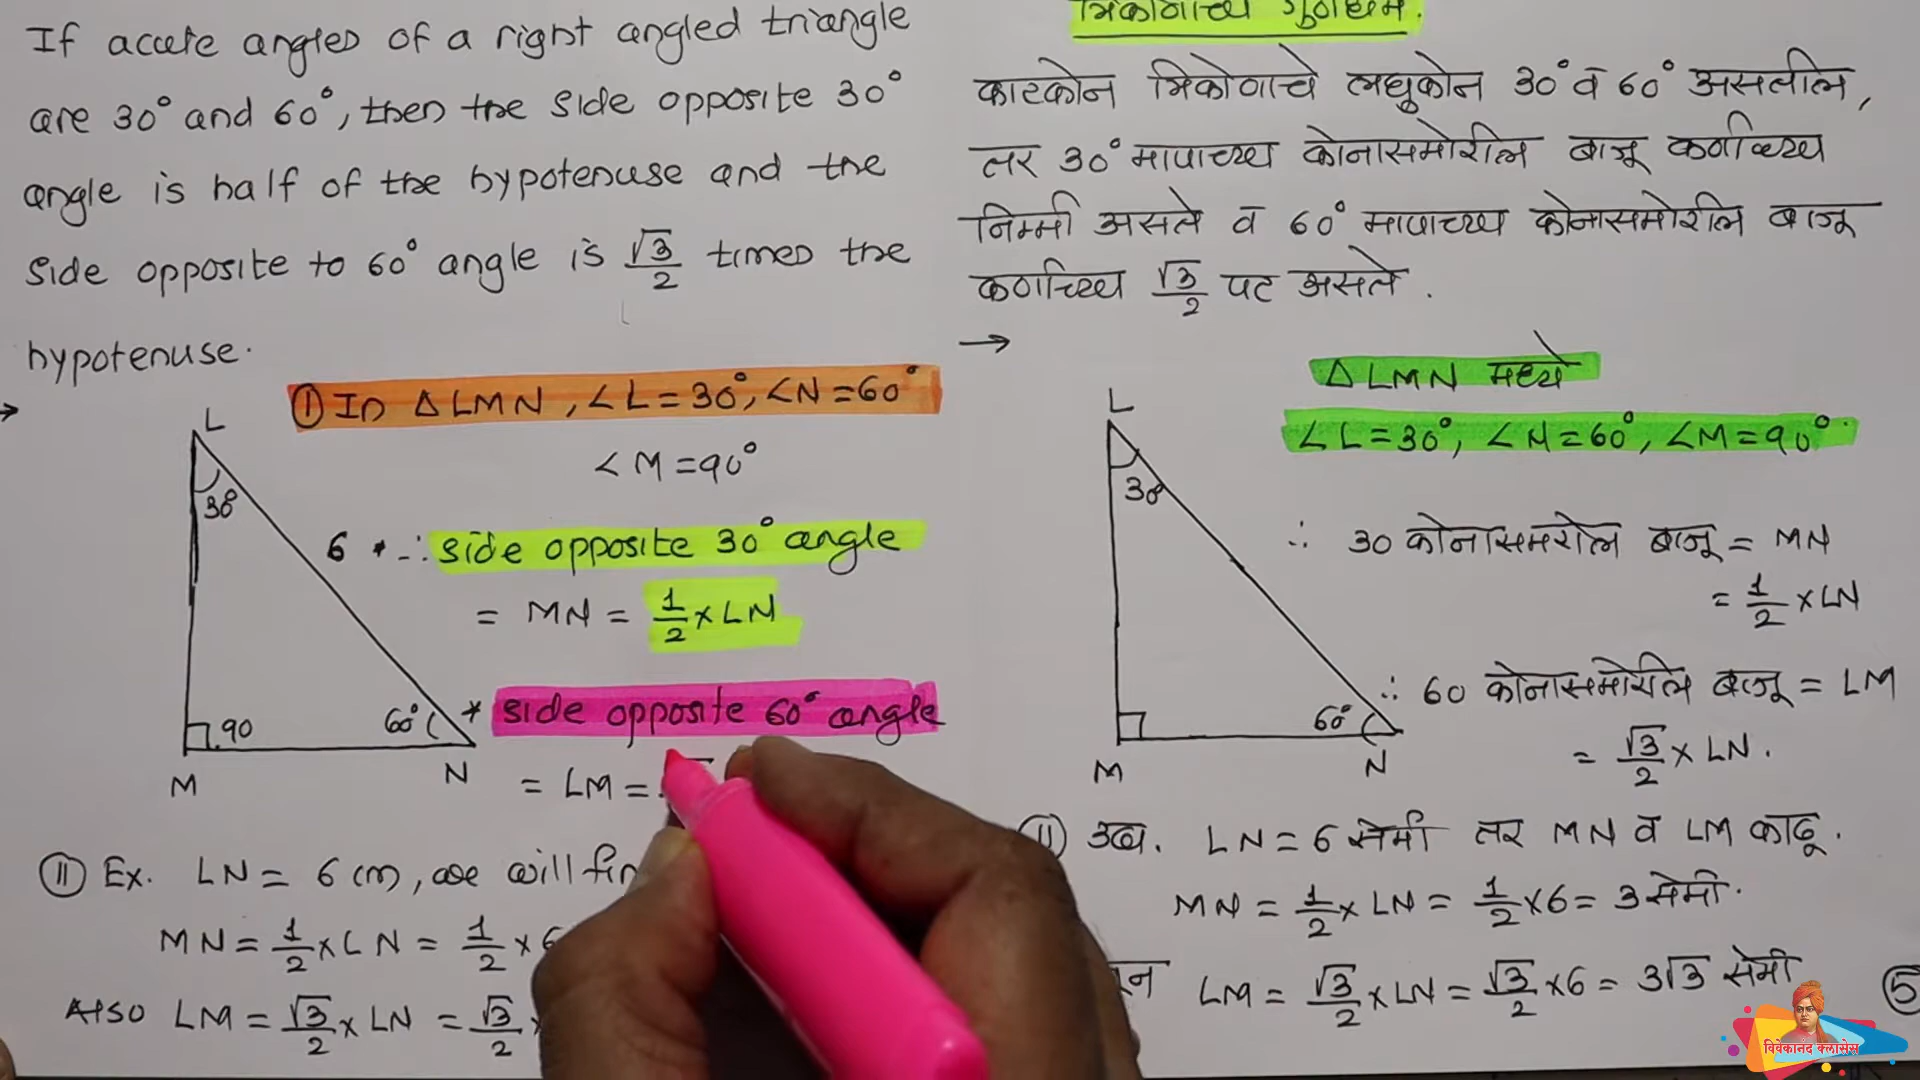 If acute angles of a right angled triangle
are 30° and 60°, then the side opposite 30°
angle is half of the hypotenuse and the
side opposite to 60° angle is √3/2 times the
hypotenuse.
→
① In △LMN, ∠L=30°, ∠N=60°
∠M=90°
L
30°
6
90
60°
M
N
* ∴ side opposite 30° angle
= MN = 1/2 × LN
* side opposite 60° angle
= LM =
② Ex. LN = 6 cm, we will
MN = 1/2 × LN = 1/2 × 6
Also LM = √3/2 × LN = √3/2 ×
त्रिकोणाचा गुणधर्म.
काटकोन त्रिकोणाचे लघुकोन 30° व 60° असतील,
तर 30° मापाच्या कोनासमोरील बाजू कर्णाच्या
निम्मी असते व 60° मापाच्या कोनासमोरील बाजू
कर्णाच्या √3/2 पट असते.
→
△LMN मध्ये
∠L=30°, ∠N=60°, ∠M=90°
L
30°
60°
M
N
∴ 30 कोनासमरोल बाजू = MN
= 1/2 × LN
∴ 60 कोनासमोरील बाजू = LM
= √3/2 × LN.
② उदा. LN = 6 सेमी तर MN व LM काढू.
MN = 1/2 × LN = 1/2 × 6 = 3 सेमी.
LM = √3/2 × LN = √3/2 × 6 = 3√3 सेमी
⑤
विवेकानंद क्लासेस